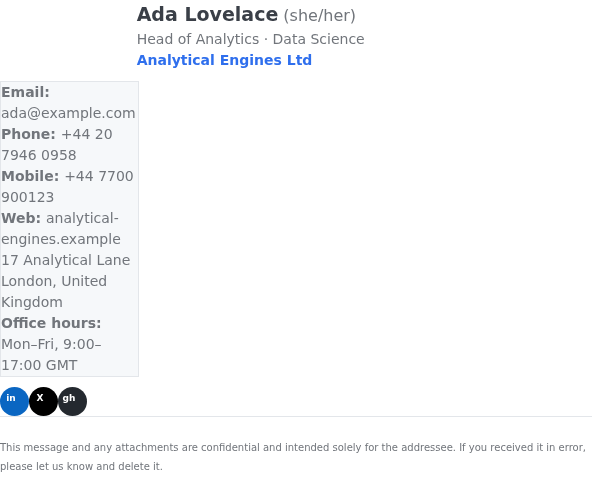 Ada Lovelace (she/her)
Head of Analytics · Data Science
Analytical Engines Ltd
Email:
ada@example.com
Phone: +44 20
7946 0958
Mobile: +44 7700
900123
Web: analytical-
engines.example
17 Analytical Lane
London, United
Kingdom
Office hours:
Mon–Fri, 9:00–
17:00 GMT
in X gh
This message and any attachments are confidential and intended solely for the addressee. If you received it in error,
please let us know and delete it.